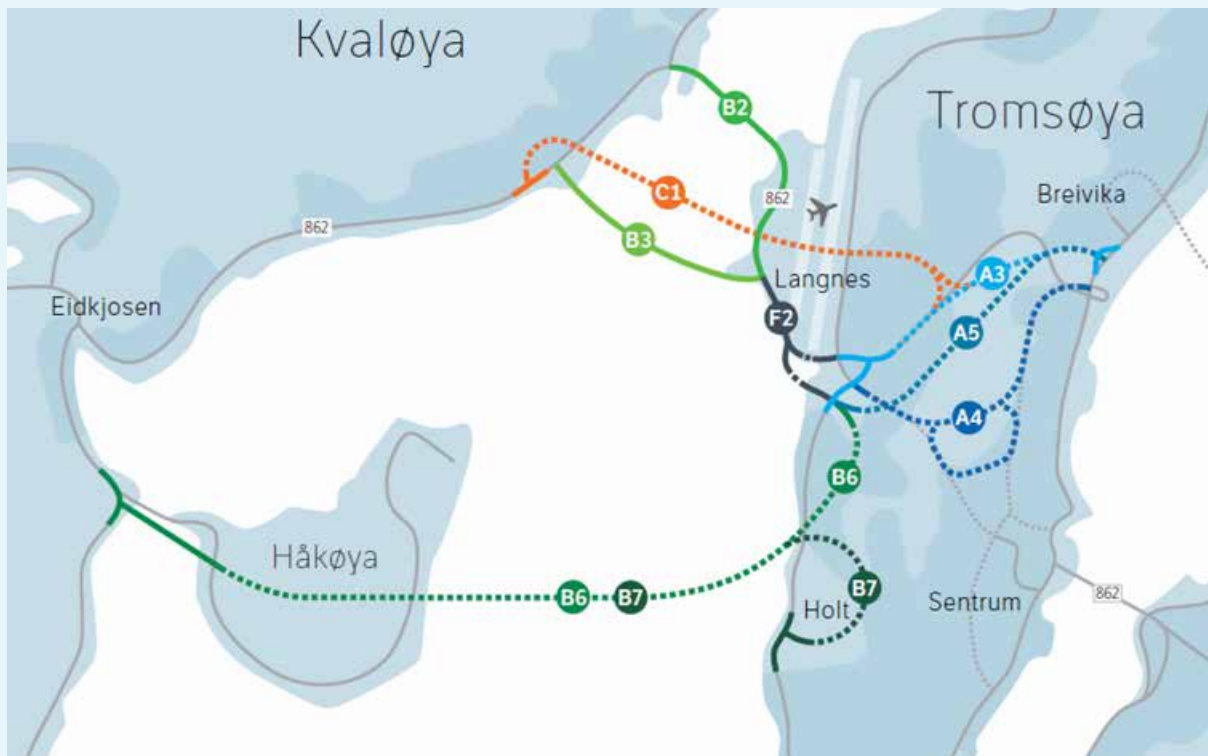 Kvaløya
Tromsøya
B2
Breivika
C1
862
862
B3
A3
Langnes
Eidkjosen
F2
A5
A4
B6
Håkøya
B7
B6
B7
Holt
Sentrum
862